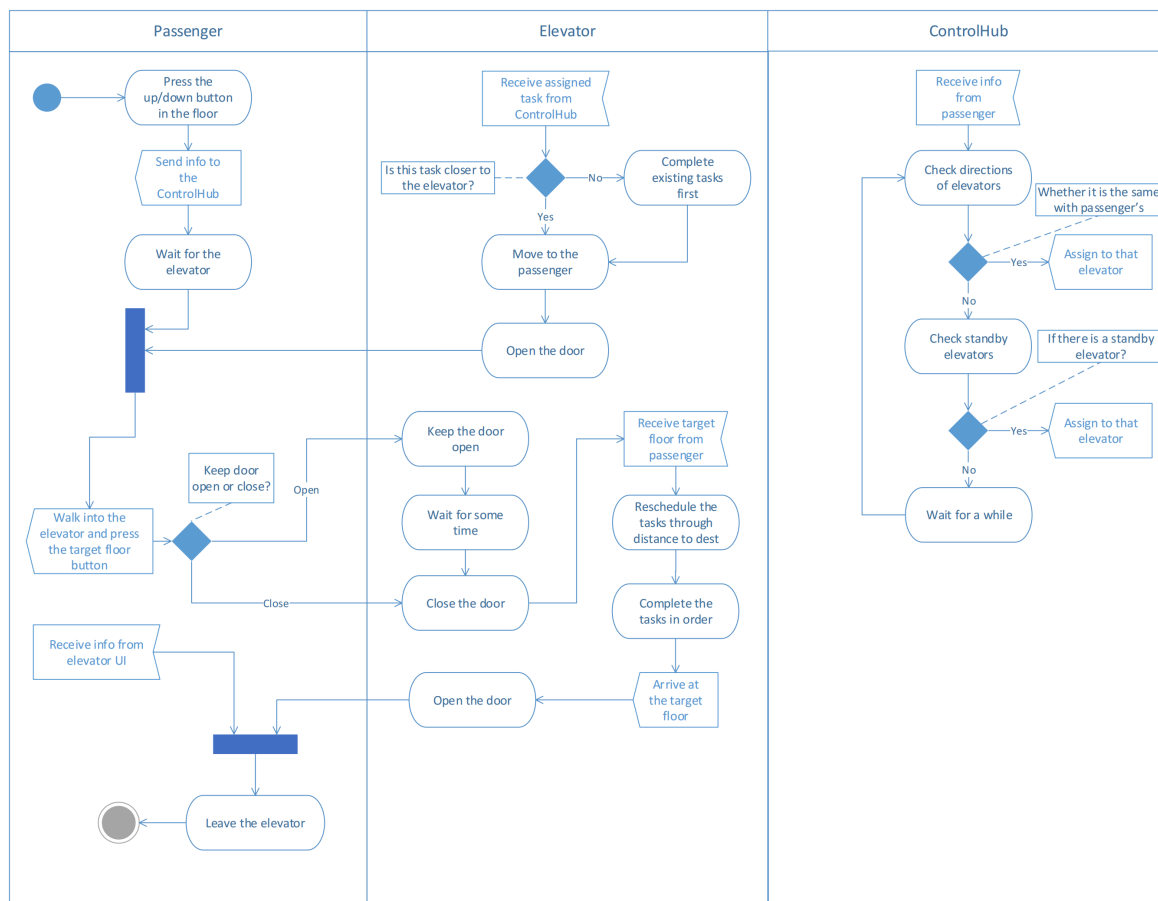 Passenger
Elevator
ControlHub
Press the
up/down button
in the floor
Send info to
the
ControlHub
Wait for the
elevator
Receive assigned
task from
ControlHub
Is this task closer to
the elevator?
No
Complete
existing tasks
first
Yes
Move to the
passenger
Open the door
Receive info
from
passenger
Check directions
of elevators
Whether it is the same
with passenger’s
Yes
Assign to that
elevator
No
Check standby
elevators
If there is a standby
elevator?
Yes
Assign to that
elevator
No
Wait for a while
Keep door
open or close?
Open
Walk into the
elevator and press
the target floor
button
Close
Keep the door
open
Wait for some
time
Close the door
Receive target
floor from
passenger
Reschedule the
tasks through
distance to dest
Complete the
tasks in order
Arrive at
the target
floor
Open the door
Receive info from
elevator UI
Leave the elevator